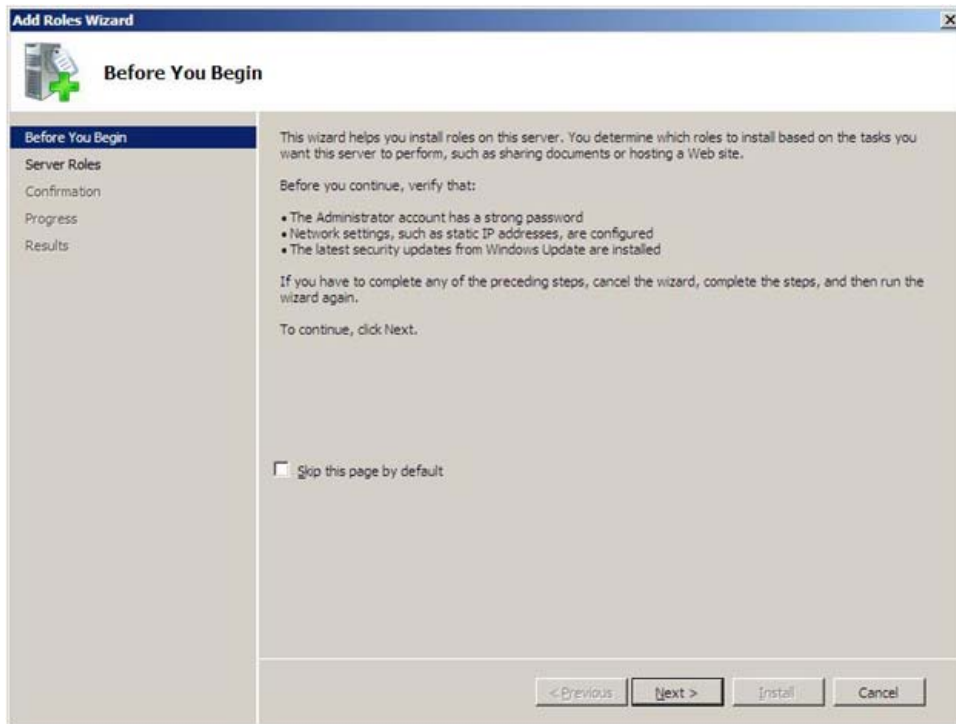 Add Roles Wizard
Before You Begin
Before You Begin
Server Roles
Confirmation
Progress
Results
This wizard helps you install roles on this server. You determine which roles to install based on the tasks you
want this server to perform, such as sharing documents or hosting a Web site.
Before you continue, verify that:
• The Administrator account has a strong password
• Network settings, such as static IP addresses, are configured
• The latest security updates from Windows Update are installed
If you have to complete any of the preceding steps, cancel the wizard, complete the steps, and then run the
wizard again.
To continue, click Next.
Skip this page by default
< Previous
Next >
Install
Cancel